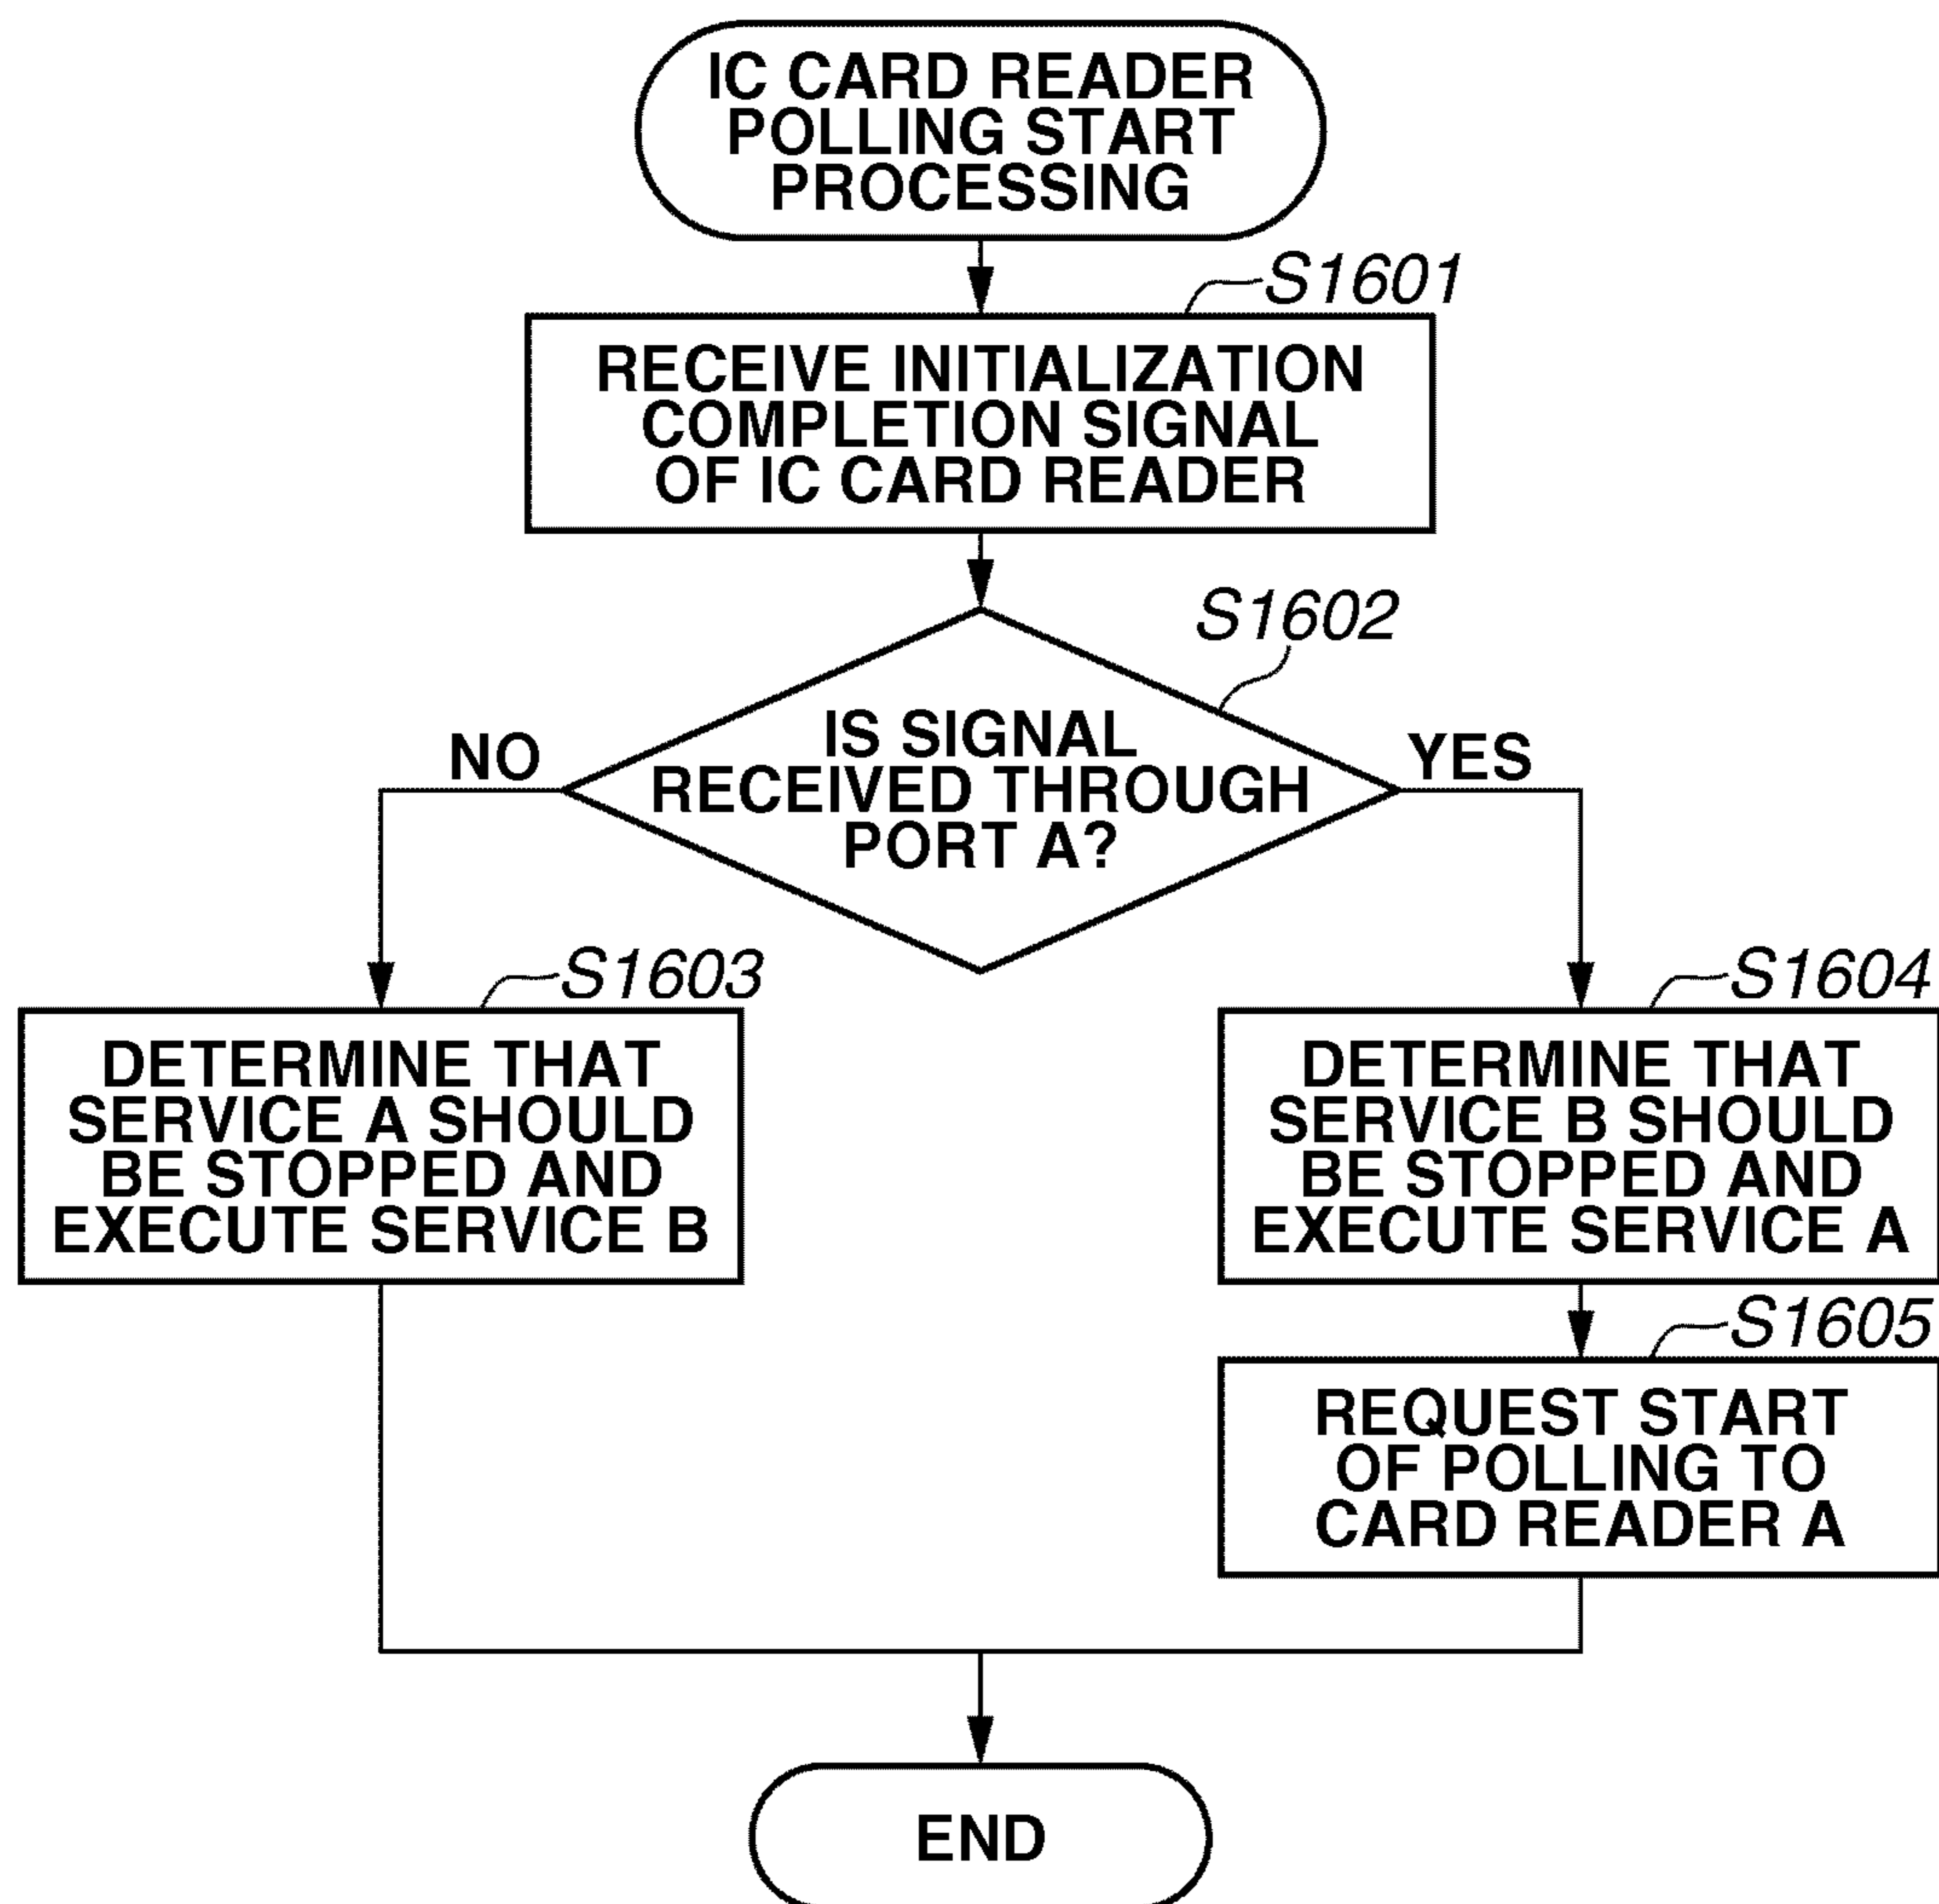 IC CARD READER
POLLING START
PROCESSING
S1601
RECEIVE INITIALIZATION
COMPLETION SIGNAL
OF IC CARD READER
S1602
IS SIGNAL
RECEIVED THROUGH
PORT A?
NO
YES
S1603
DETERMINE THAT
SERVICE A SHOULD
BE STOPPED AND
EXECUTE SERVICE B
S1604
DETERMINE THAT
SERVICE B SHOULD
BE STOPPED AND
EXECUTE SERVICE A
S1605
REQUEST START
OF POLLING TO
CARD READER A
END